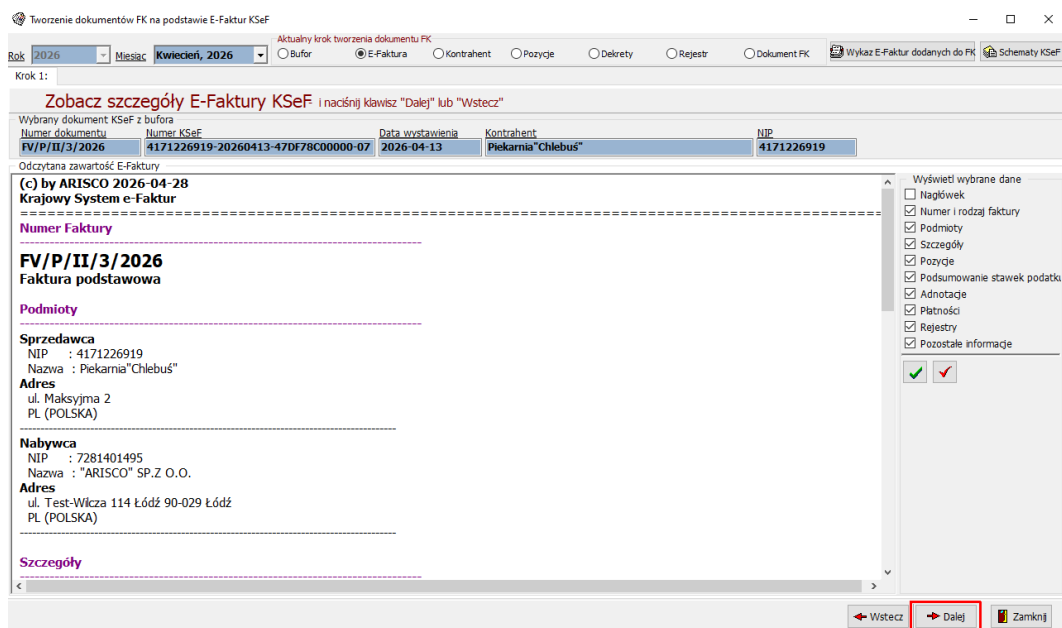 Tworzenie dokumentów FK na podstawie E-Faktur KSeF
Rok 2026 Miesiąc Kwiecień, 2026
Aktualny krok tworzenia dokumentu FK
Bufor E-Faktura Kontrahent Pozycje Dekrety Rejestr Dokument FK
Wykaz E-Faktur dodanych do FK Schematy KSeF
Krok 1:
Zobacz szczegóły E-Faktury KSeF i naciśnij klawisz "Dalej" lub "Wstecz"
Wybrany dokument KSeF z bufora
Numer dokumentu Numer KSeF Data wystawienia Kontrahent NIP
FV/P/II/3/2026 4171226919-20260413-47DF78C00000-07 2026-04-13 Piekarnia"Chlebuś" 4171226919
Odczytana zawartość E-Faktury
(c) by ARISCO 2026-04-28
Krajowy System e-Faktur
Numer Faktury
FV/P/II/3/2026
Faktura podstawowa
Podmioty
Sprzedawca
NIP : 4171226919
Nazwa : Piekarnia"Chlebuś"
Adres
ul. Maksyjma 2
PL (POLSKA)
Nabywca
NIP : 7281401495
Nazwa : "ARISCO" SP.Z O.O.
Adres
ul. Test-Wilcza 114 Łódź 90-029 Łódź
PL (POLSKA)
Szczegóły
Wyświetl wybrane dane
Nagłówek
Numer i rodzaj faktury
Podmioty
Szczegóły
Pozycje
Podsumowanie stawek podatku
Adnotacje
Płatności
Rejestry
Pozostałe informacje
Wstecz Dalej Zamknij